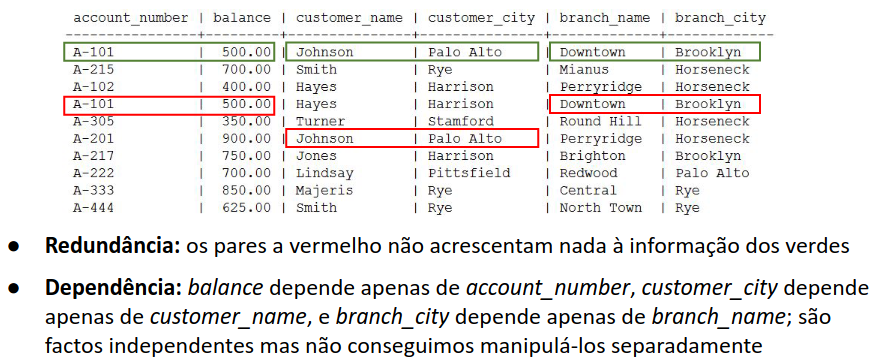 account_number | balance | customer_name | customer_city | branch_name | branch_city
----------------+---------+---------------+---------------+-------------+-------------
A-101 | 500.00 | Johnson | Palo Alto | Downtown | Brooklyn
A-215 | 700.00 | Smith | Rye | Mianus | Horseneck
A-102 | 400.00 | Hayes | Harrison | Perryridge | Horseneck
A-101 | 500.00 | Hayes | Harrison | Downtown | Brooklyn
A-305 | 350.00 | Turner | Stamford | Round Hill | Horseneck
A-201 | 900.00 | Johnson | Palo Alto | Perryridge | Horseneck
A-217 | 750.00 | Jones | Harrison | Brighton | Brooklyn
A-222 | 700.00 | Lindsay | Pittsfield | Redwood | Palo Alto
A-333 | 850.00 | Majeris | Rye | Central | Rye
A-444 | 625.00 | Smith | Rye | North Town | Rye
● Redundância: os pares a vermelho não acrescentam nada à informação dos verdes
● Dependência: balance depende apenas de account_number, customer_city depende
apenas de customer_name, e branch_city depende apenas de branch_name; são
factos independentes mas não conseguimos manipulá-los separadamente